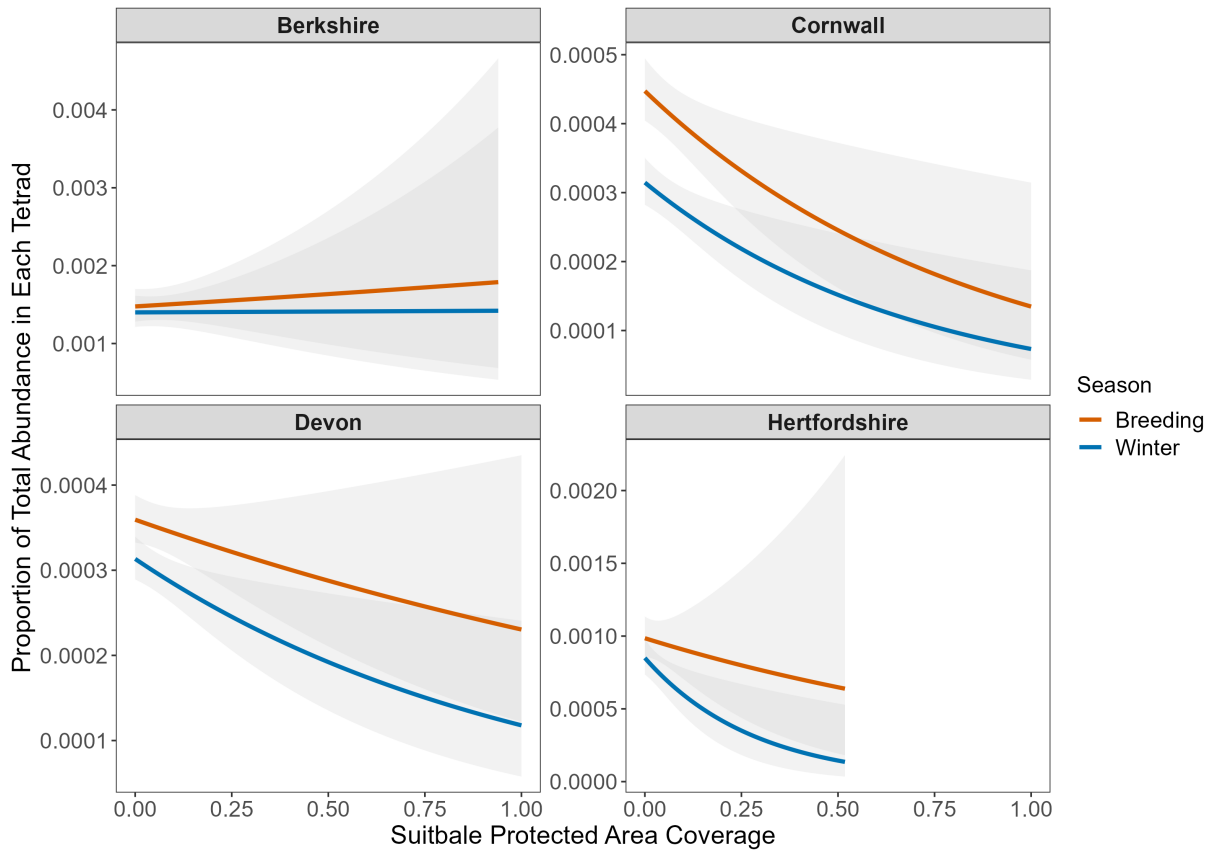 Berkshire
Cornwall
0.004
0.003
0.002
0.001
0.0005
0.0004
0.0003
0.0002
0.0001
Devon
Hertfordshire
0.0004
0.0003
0.0002
0.0001
0.0020
0.0015
0.0010
0.0005
0.0000
0.00 0.25 0.50 0.75 1.00
0.00 0.25 0.50 0.75 1.00
Suitbale Protected Area Coverage
Proportion of Total Abundance in Each Tetrad
Season
Breeding
Winter